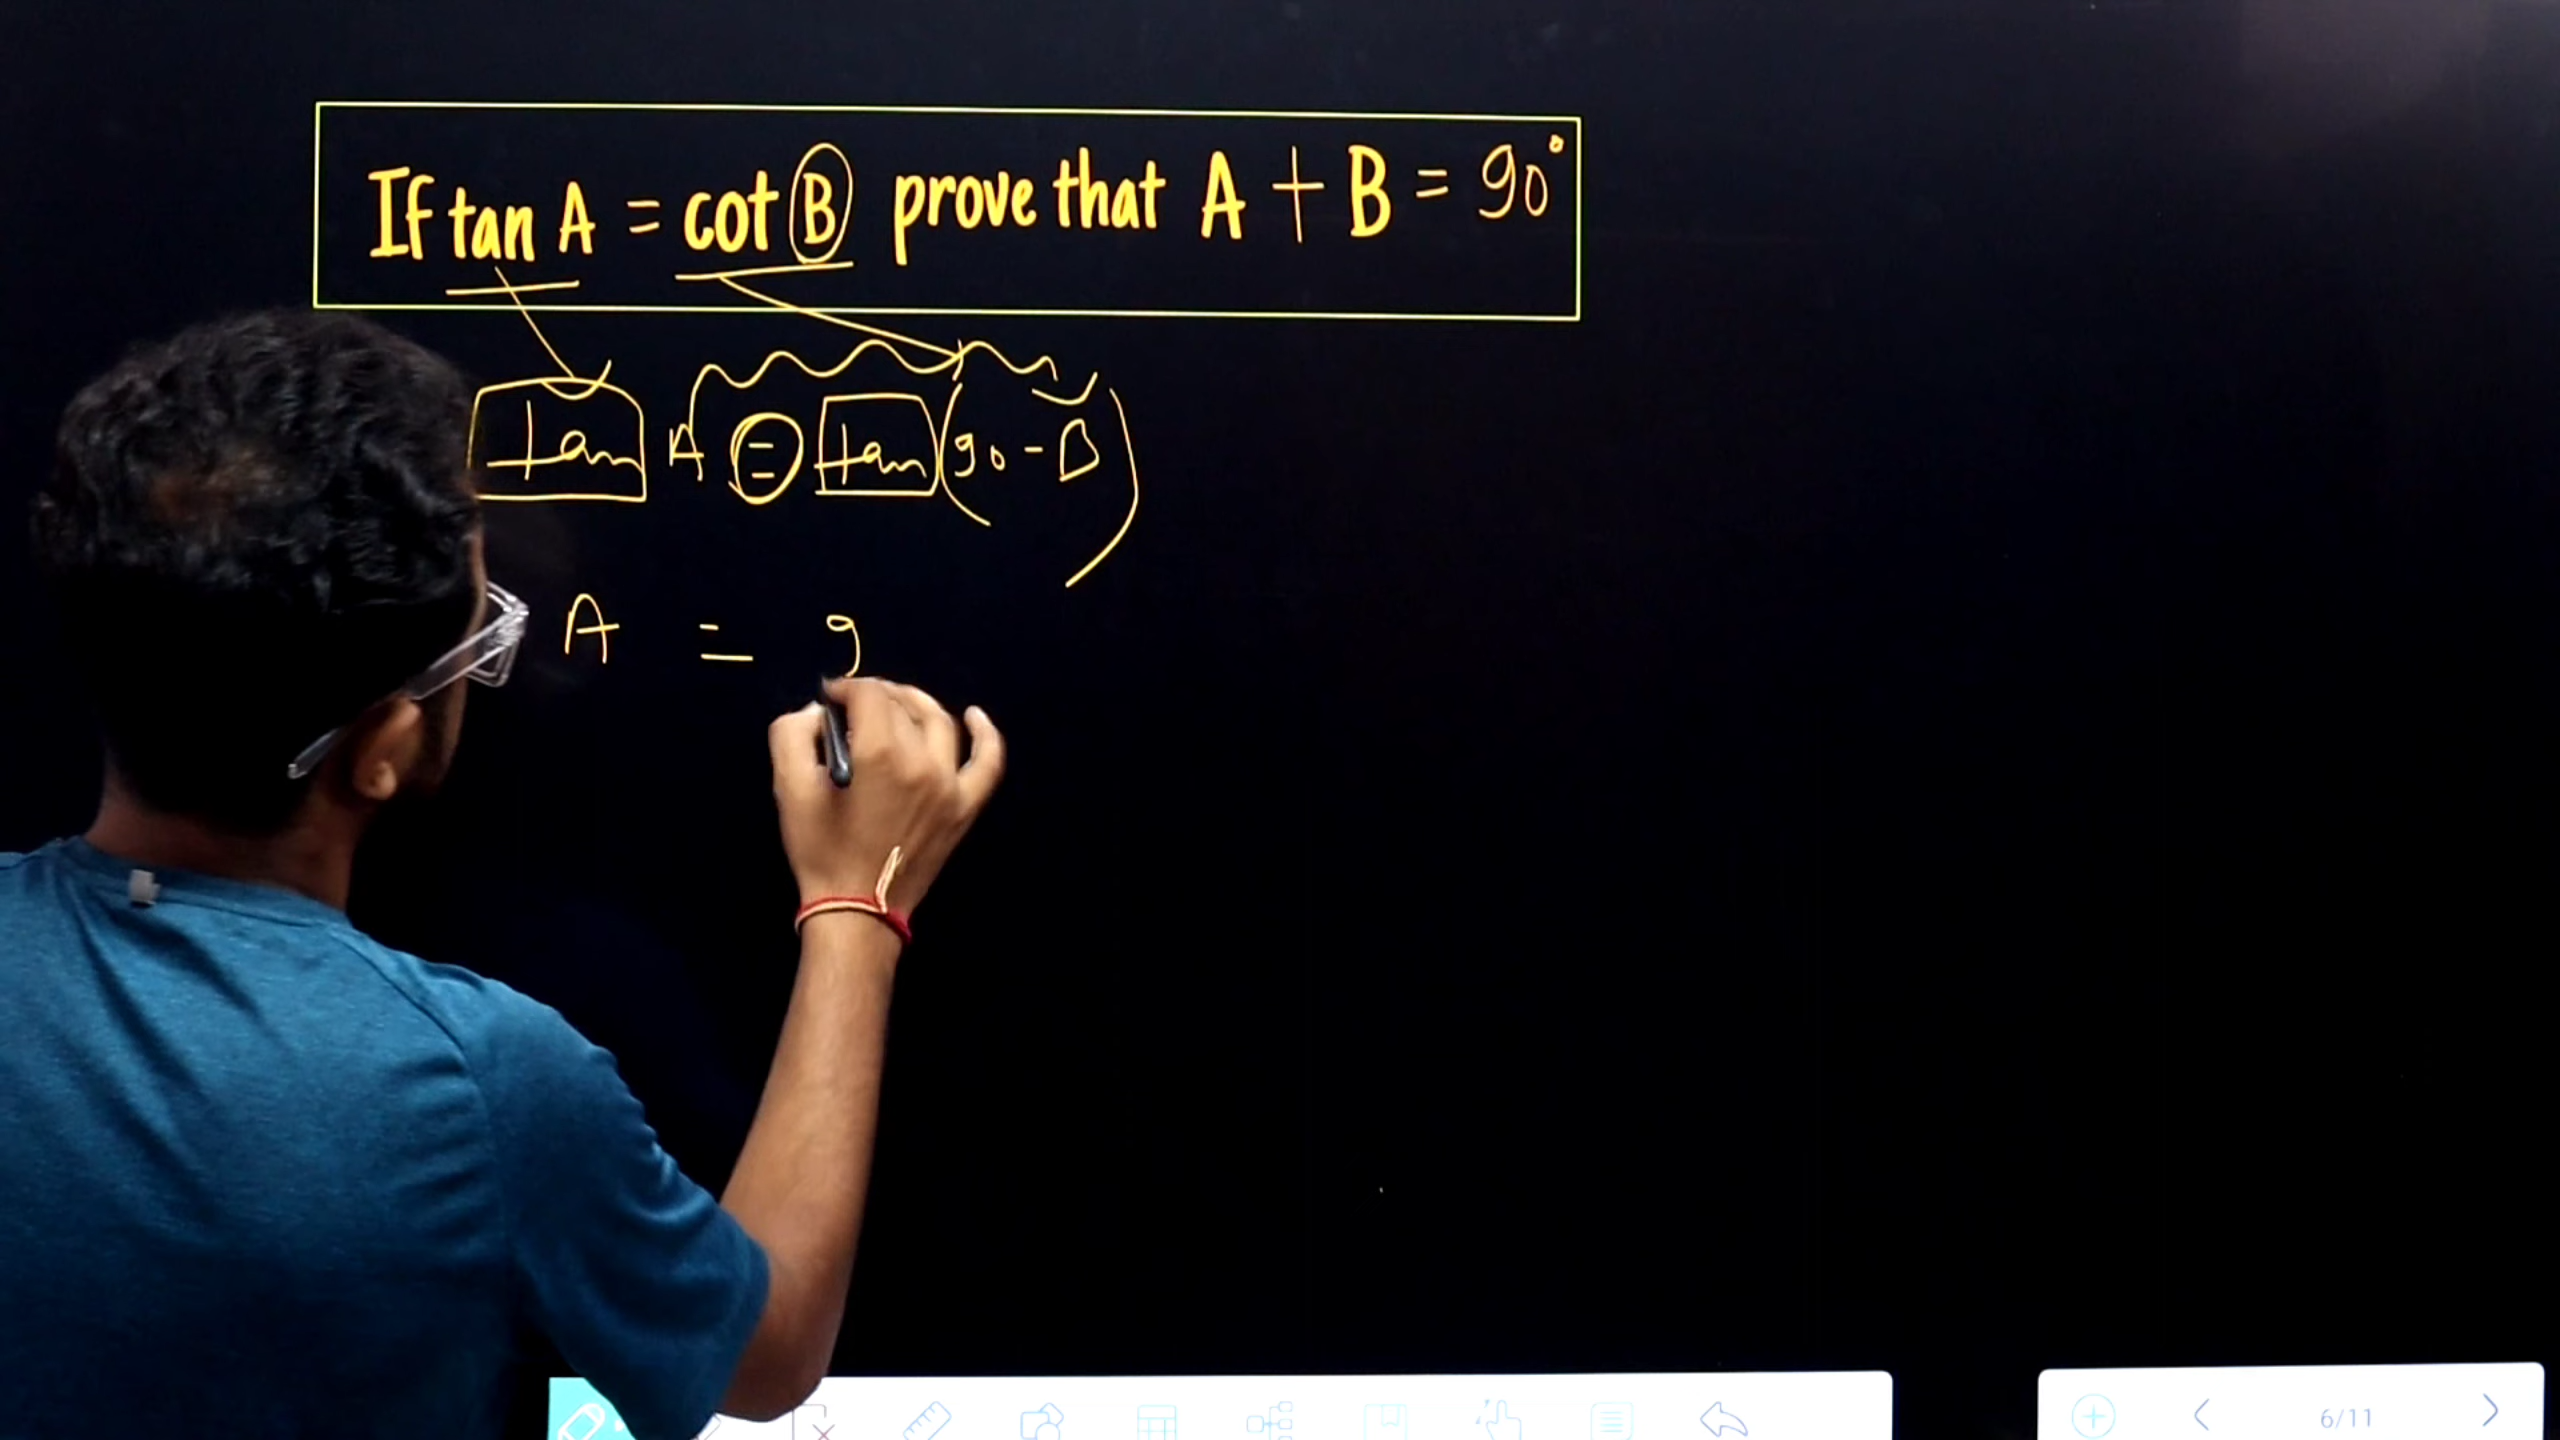 If tan A = cot B prove that A + B = 90°
tan A = tan (90 - B)
A = 9
6/11